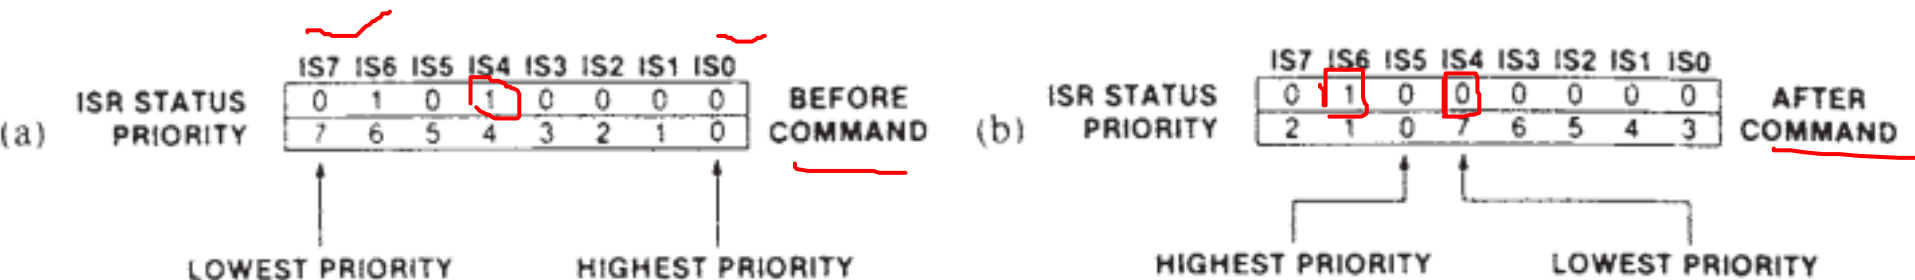 IS7 IS6 IS5 IS4 IS3 IS2 IS1 IS0
ISR STATUS 0 1 0 1 0 0 0 0 BEFORE
(a) PRIORITY 7 6 5 4 3 2 1 0 COMMAND
LOWEST PRIORITY HIGHEST PRIORITY
IS7 IS6 IS5 IS4 IS3 IS2 IS1 IS0
ISR STATUS 0 1 0 0 0 0 0 0 AFTER
(b) PRIORITY 2 1 0 7 6 5 4 3 COMMAND
HIGHEST PRIORITY LOWEST PRIORITY